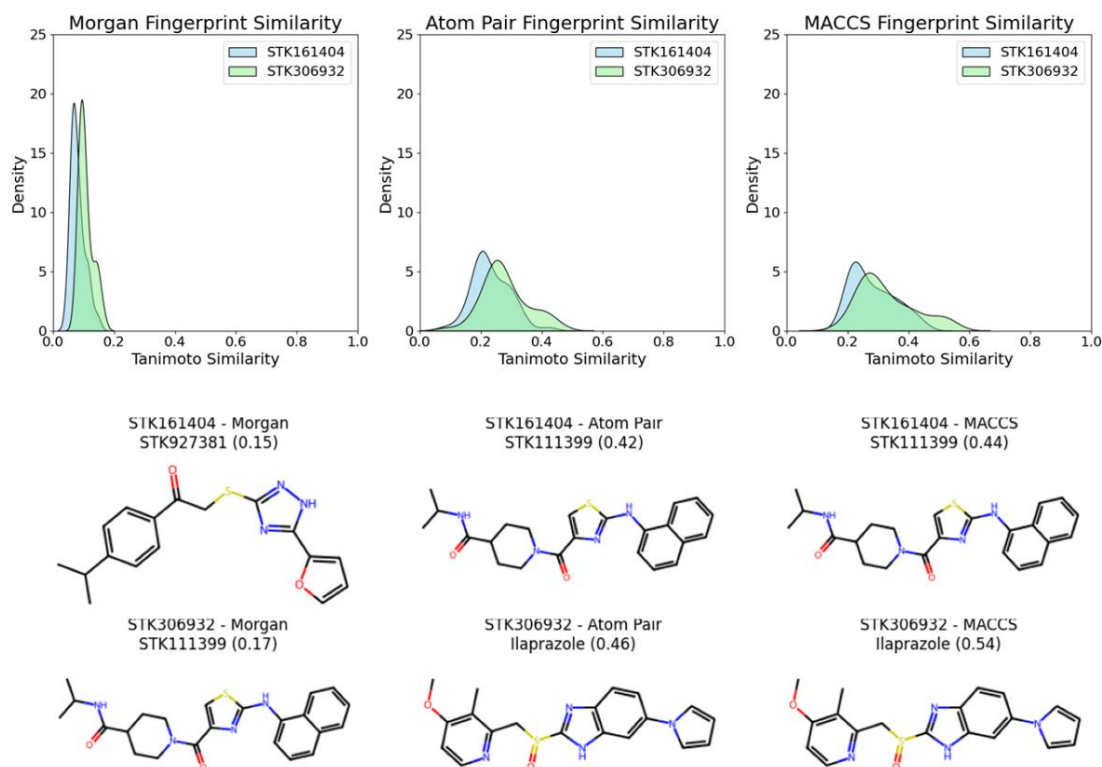 Morgan Fingerprint Similarity
25
20
15
10
5
0
Density
STK161404
STK306932
0.0 0.2 0.4 0.6 0.8 1.0
Tanimoto Similarity
Atom Pair Fingerprint Similarity
25
20
15
10
5
0
Density
STK161404
STK306932
0.0 0.2 0.4 0.6 0.8 1.0
Tanimoto Similarity
MACCS Fingerprint Similarity
25
20
15
10
5
0
Density
STK161404
STK306932
0.0 0.2 0.4 0.6 0.8 1.0
Tanimoto Similarity
STK161404 - Morgan
STK927381 (0.15)
O
S
N
NH
N
O
STK161404 - Atom Pair
STK111399 (0.42)
NH
O
N
O
S
N
H
N
STK161404 - MACCS
STK111399 (0.44)
NH
O
N
O
S
N
H
N
STK306932 - Morgan
STK111399 (0.17)
NH
O
N
O
S
N
H
N
STK306932 - Atom Pair
Ilaprazole (0.46)
O
N
S
O
N
N
H
N
STK306932 - MACCS
Ilaprazole (0.54)
O
N
S
O
N
N
H
N